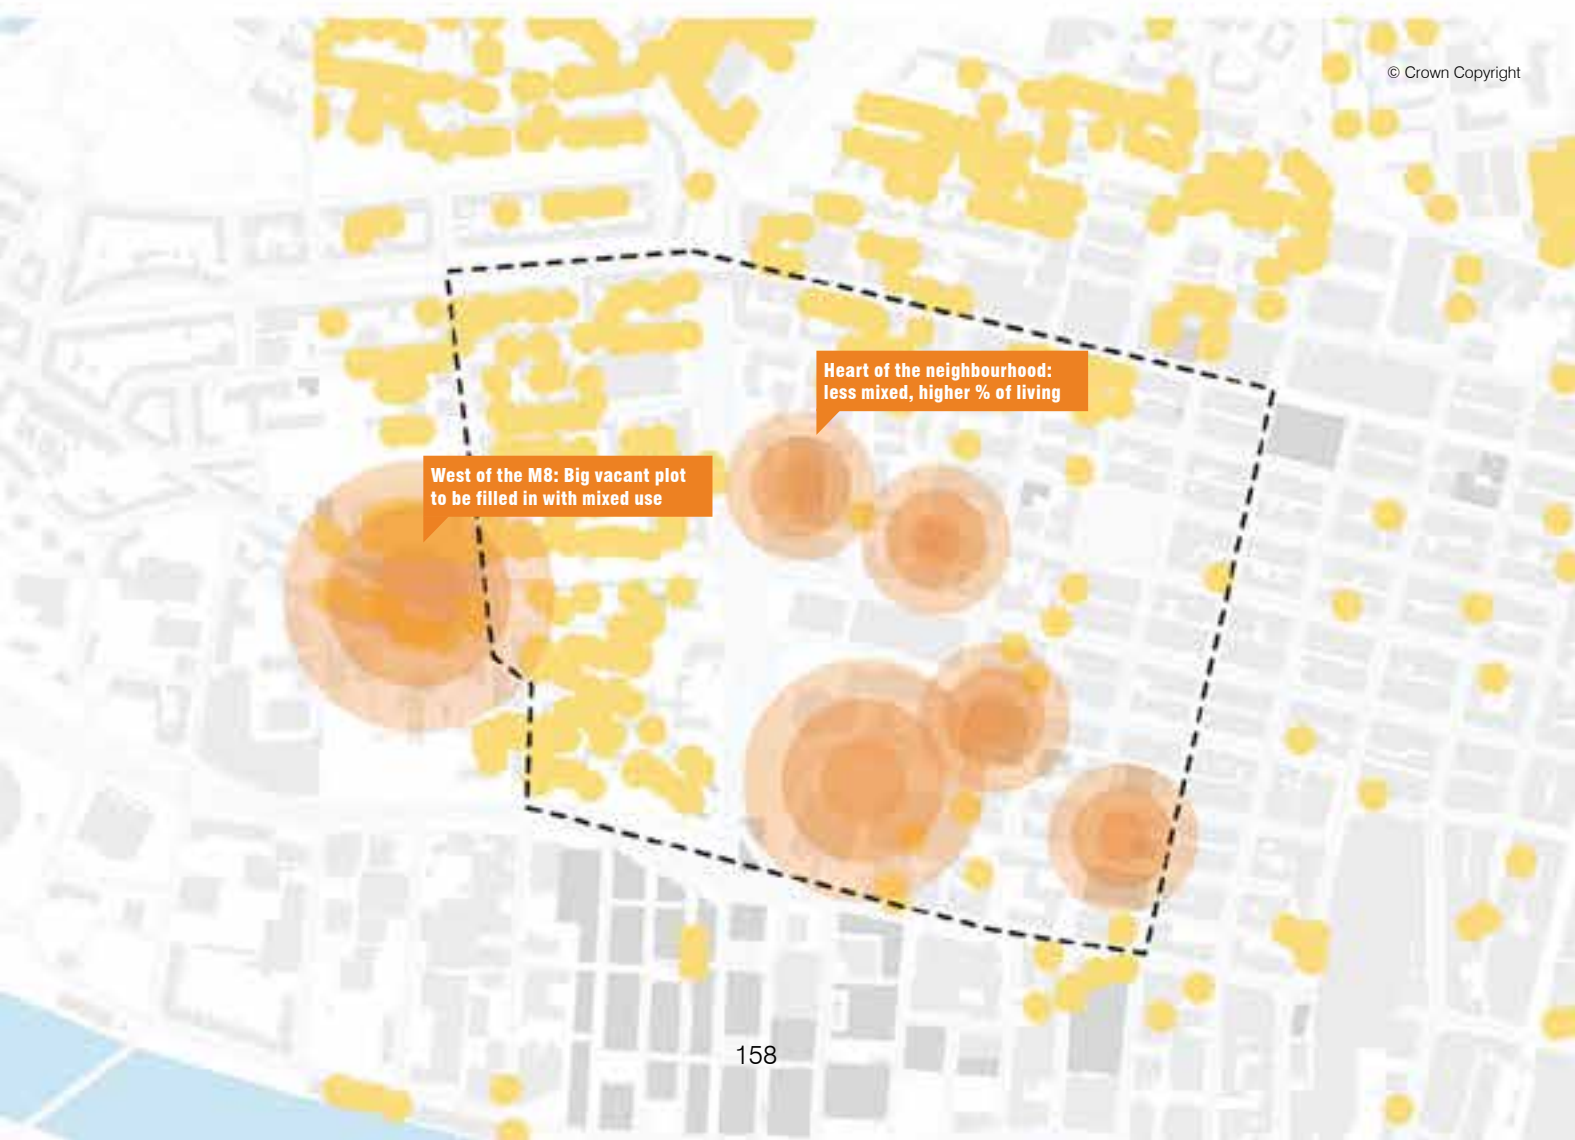 © Crown Copyright
Heart of the neighbourhood:
less mixed, higher % of living
West of the M8: Big vacant plot
to be filled in with mixed use
158